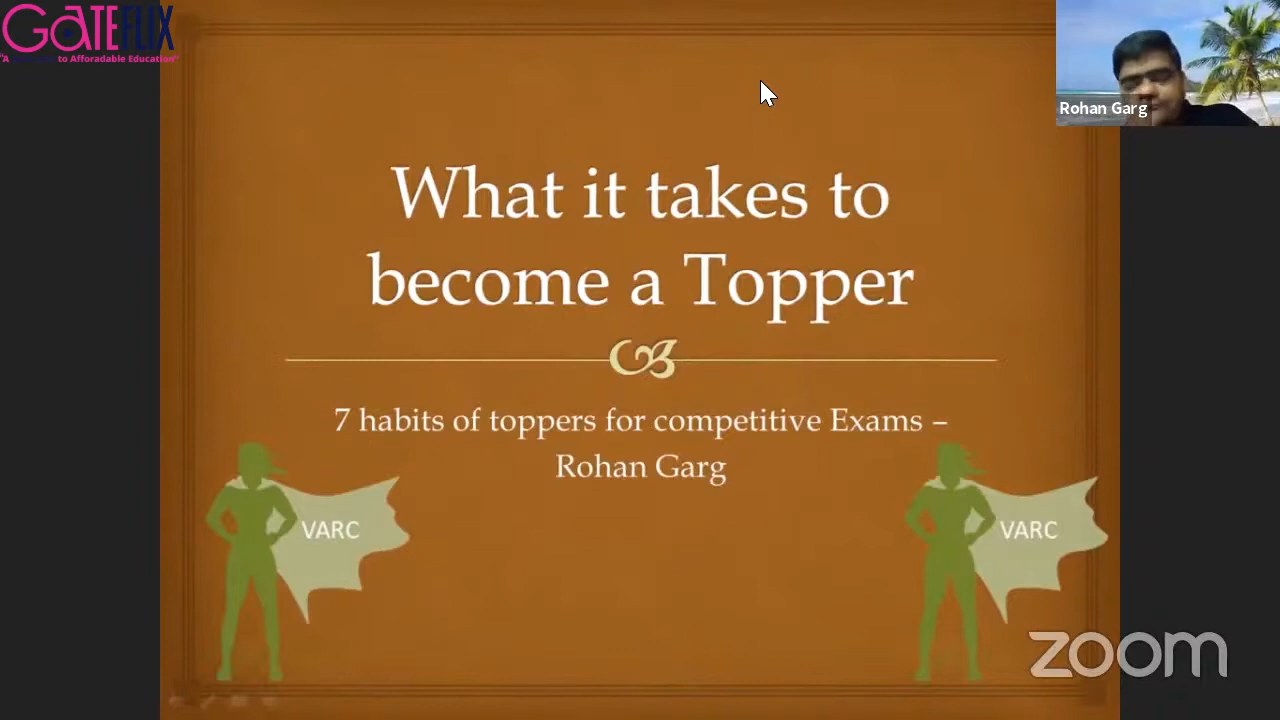 GATEFLIX
"A
to Afforadable Education"
Rohan Garg
What it takes to
become a Topper
7 habits of toppers for competitive Exams –
Rohan Garg
VARC
VARC
zoom